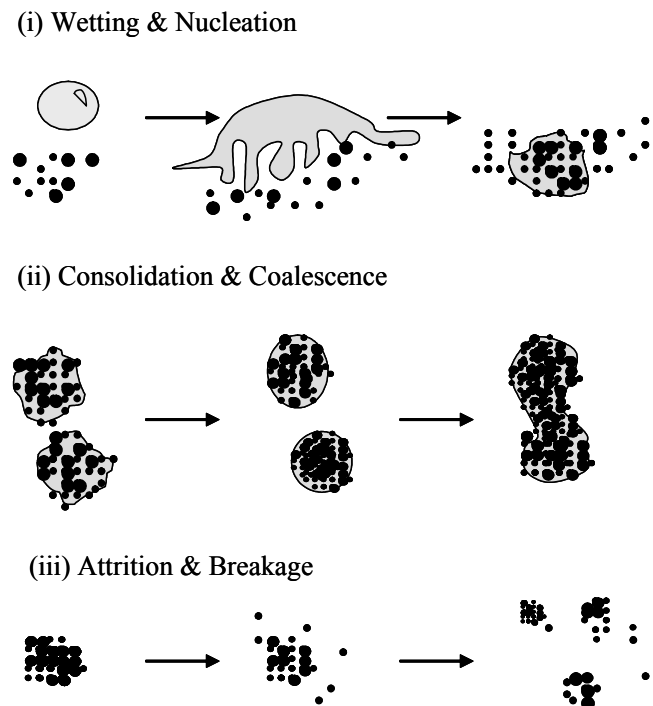 (i) Wetting & Nucleation
(ii) Consolidation & Coalescence
(iii) Attrition & Breakage